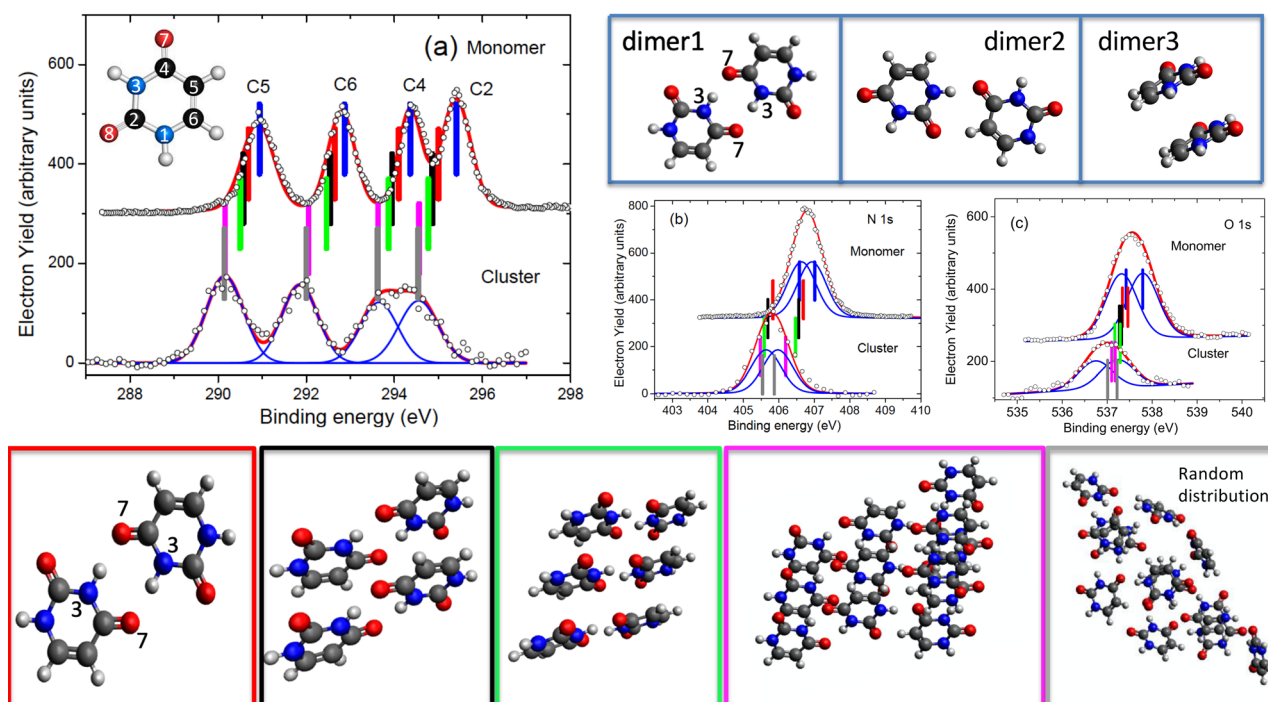 (a)
Monomer
C5
C6
C4
C2
7
4
3
5
2
6
8
1
600
400
200
0
Electron Yield (arbitrary units)
Cluster
288
290
292
294
296
298
Binding energy (eV)
dimer1
7
3
3
7
dimer2
dimer3
(b)
N 1s
Monomer
Cluster
800
600
400
200
0
Electron Yield (arbitrary units)
403
404
405
406
407
408
409
410
Binding energy (eV)
(c)
O 1s
Monomer
Cluster
600
400
200
Electron Yield (arbitrary units)
535
536
537
538
539
540
Binding energy (eV)
7
3
3
7
Random
distribution